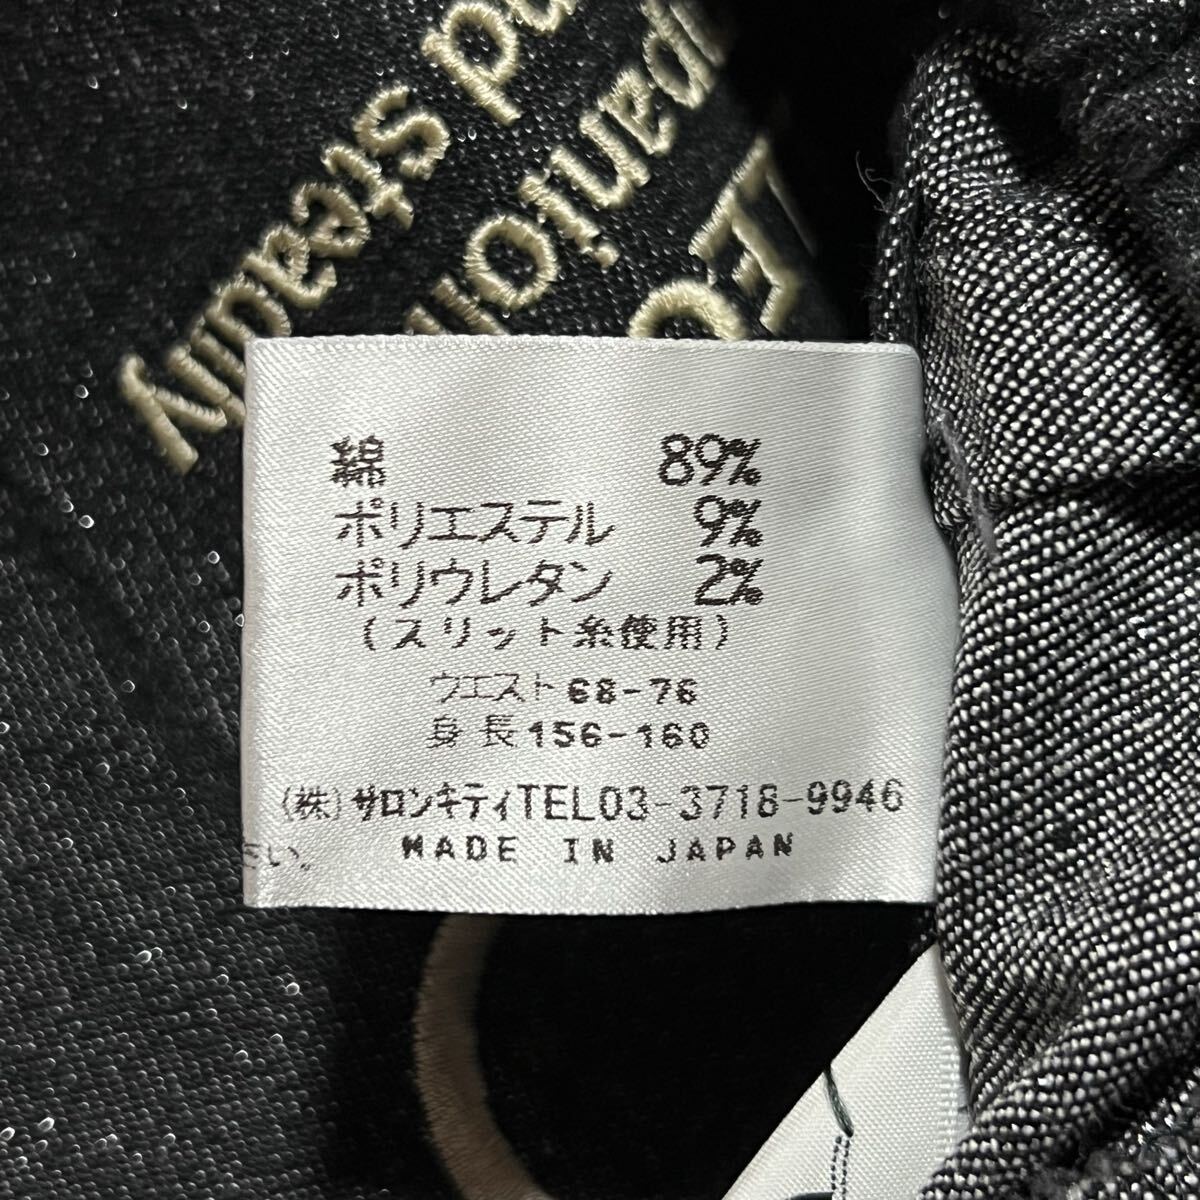 綿 89%
ポリエステル 9%
ポリウレタン 2%
(スリット糸使用)
ウエスト68-76
身長156-160
(株)サロンキティTEL03-3718-9946
さい。 MADE IN JAPAN